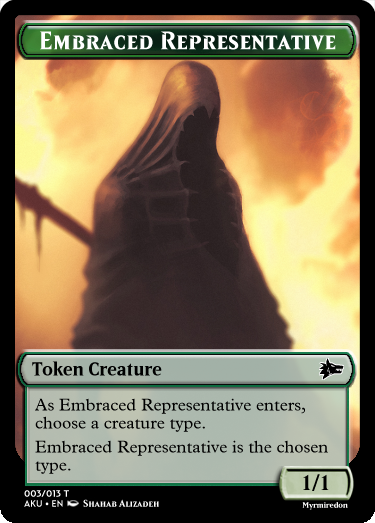 EMBRACED REPRESENTATIVE
Token Creature
As Embraced Representative enters,
choose a creature type.
Embraced Representative is the chosen
type.
1/1
003/013 T
AKU • EN SHAHAB ALIZADEH
Myrmiredon